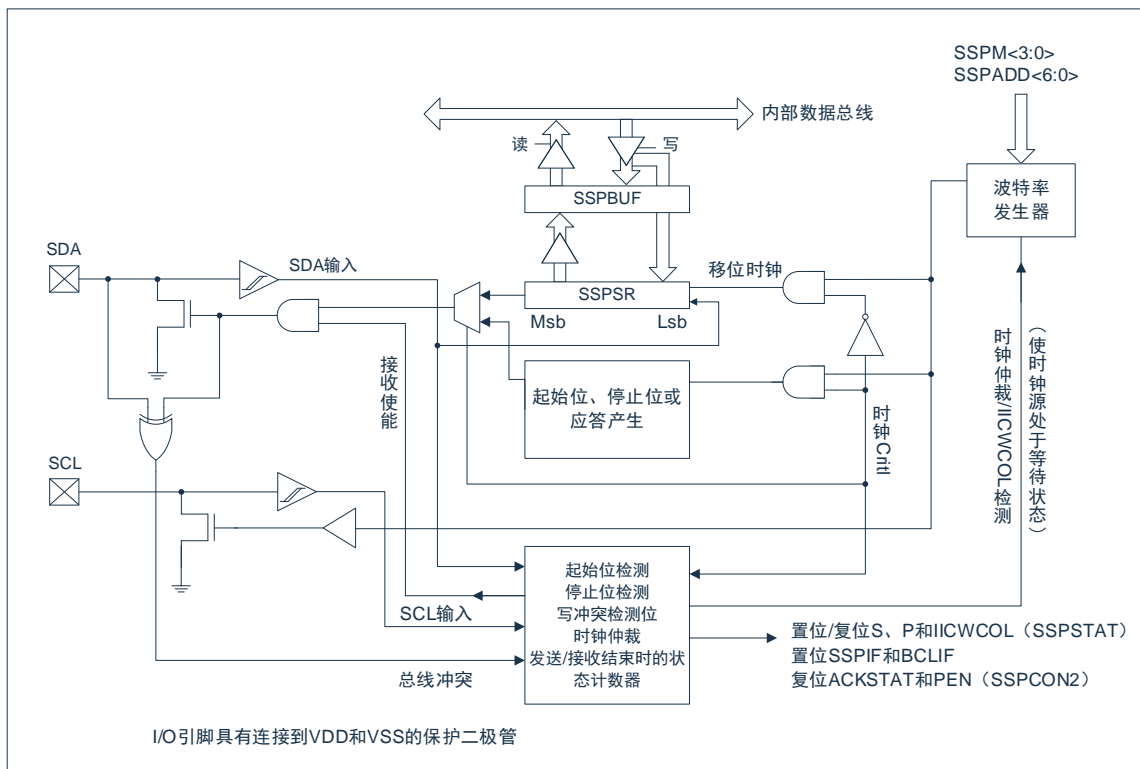 SSPM<3:0>
SSPADD<6:0>
内部数据总线
读
写
SSPBUF
波特率
发生器
SDA
SDA输入
移位时钟
SSPSR
Msb
Lsb
接收使能
起始位、停止位或
应答产生
时钟Critl
时钟仲裁/IICWCOL检测
(使时钟源处于等待状态)
SCL
起始位检测
停止位检测
写冲突检测位
时钟仲裁
发送/接收结束时的状
态计数器
SCL输入
总线冲突
置位/复位S、P和IICWCOL(SSPSTAT)
置位SSPIF和BCLIF
复位ACKSTAT和PEN(SSPCON2)
I/O引脚具有连接到VDD和VSS的保护二极管